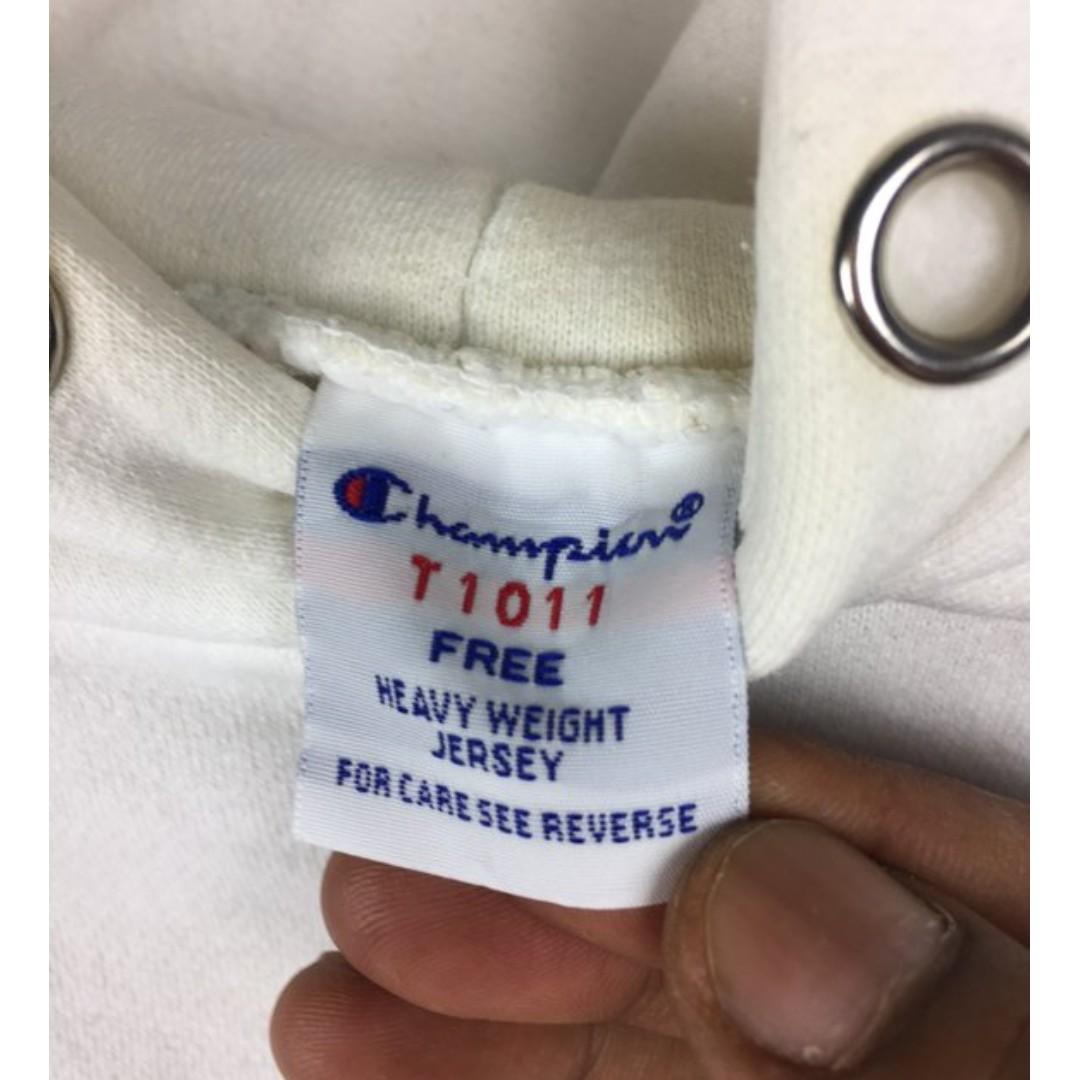 Champion®
T1011
FREE
HEAVY WEIGHT
JERSEY
FOR CARE SEE REVERSE